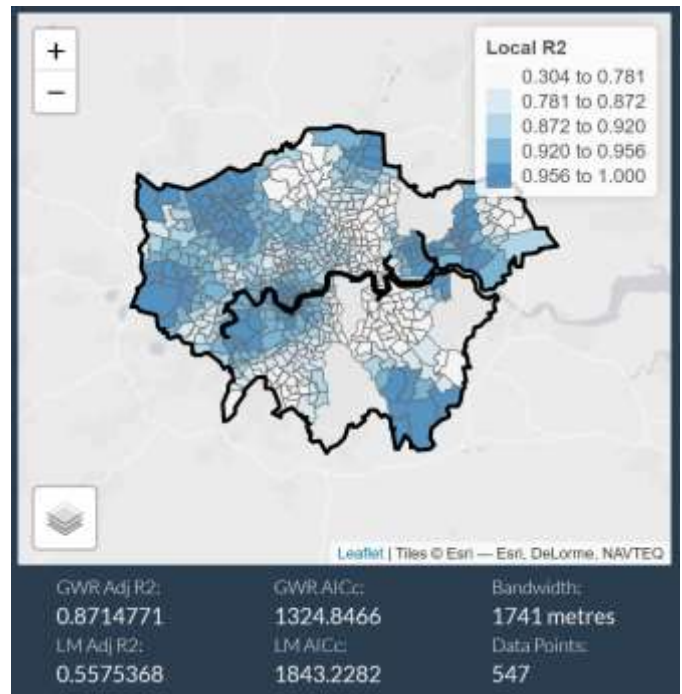 +
−
Local R2
0.304 to 0.781
0.781 to 0.872
0.872 to 0.920
0.920 to 0.956
0.956 to 1.000
Leaflet | Tiles © Esri — Esri, DeLorme, NAVTEQ
GWR Adj R2: GWR AICc: Bandwidth:
0.8714771 1324.8466 1741 metres
LM Adj R2: LM AICc: Data Points:
0.5575368 1843.2282 547